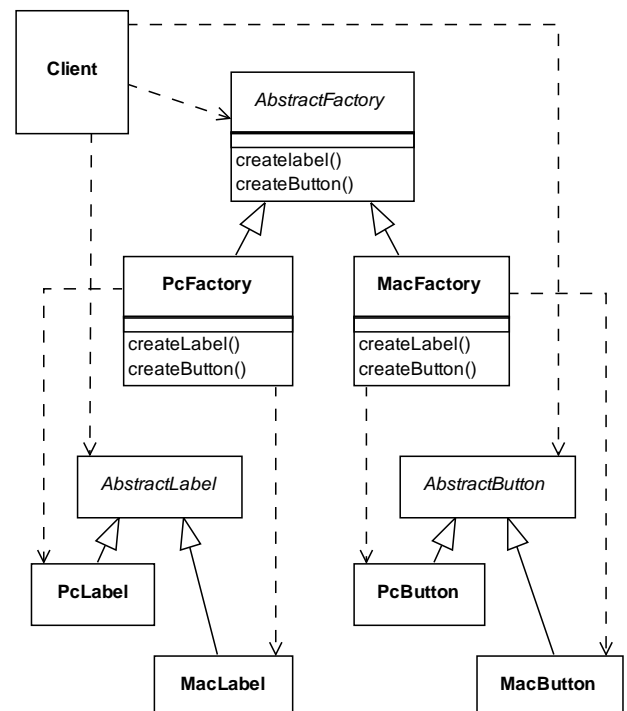 Client
AbstractFactory
createlabel()
createButton()
PcFactory
createLabel()
createButton()
MacFactory
createLabel()
createButton()
AbstractLabel
AbstractButton
PcLabel
PcButton
MacLabel
MacButton